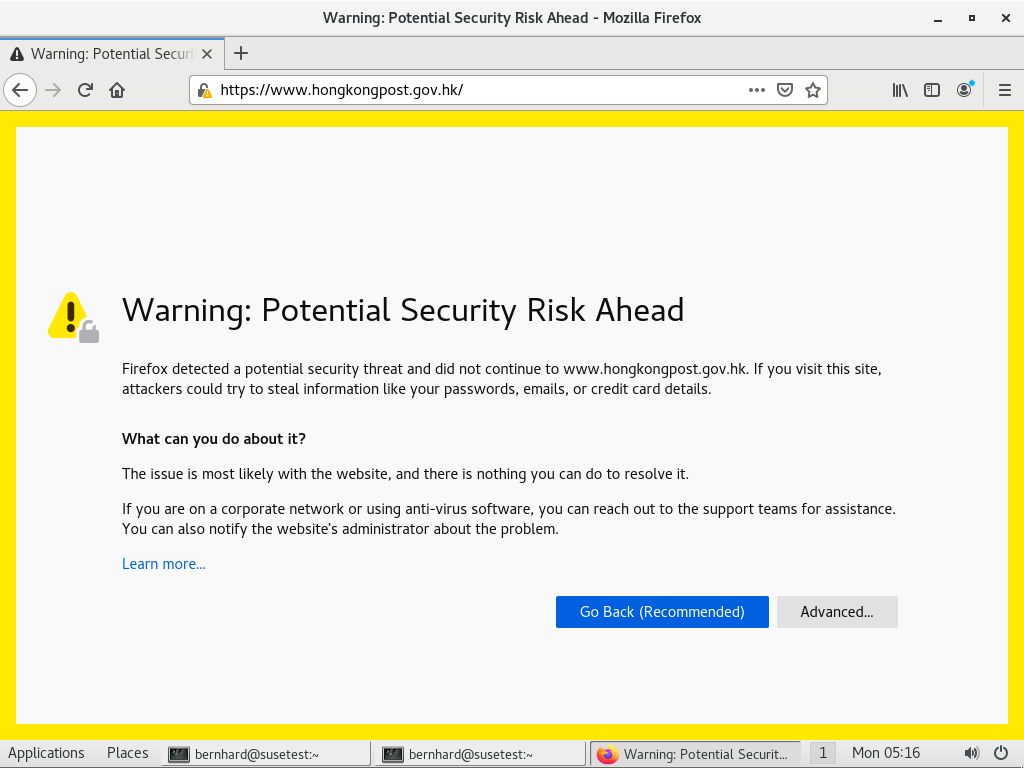 Warning: Potential Security Risk Ahead - Mozilla Firefox
Warning: Potential Securi
https://www.hongkongpost.gov.hk/
Warning: Potential Security Risk Ahead
Firefox detected a potential security threat and did not continue to www.hongkongpost.gov.hk. If you visit this site,
attackers could try to steal information like your passwords, emails, or credit card details.
What can you do about it?
The issue is most likely with the website, and there is nothing you can do to resolve it.
If you are on a corporate network or using anti-virus software, you can reach out to the support teams for assistance.
You can also notify the website's administrator about the problem.
Learn more...
Go Back (Recommended) Advanced...
Applications Places bernhard@susetest:~ bernhard@susetest:~ Warning: Potential Securit... 1 Mon 05:16